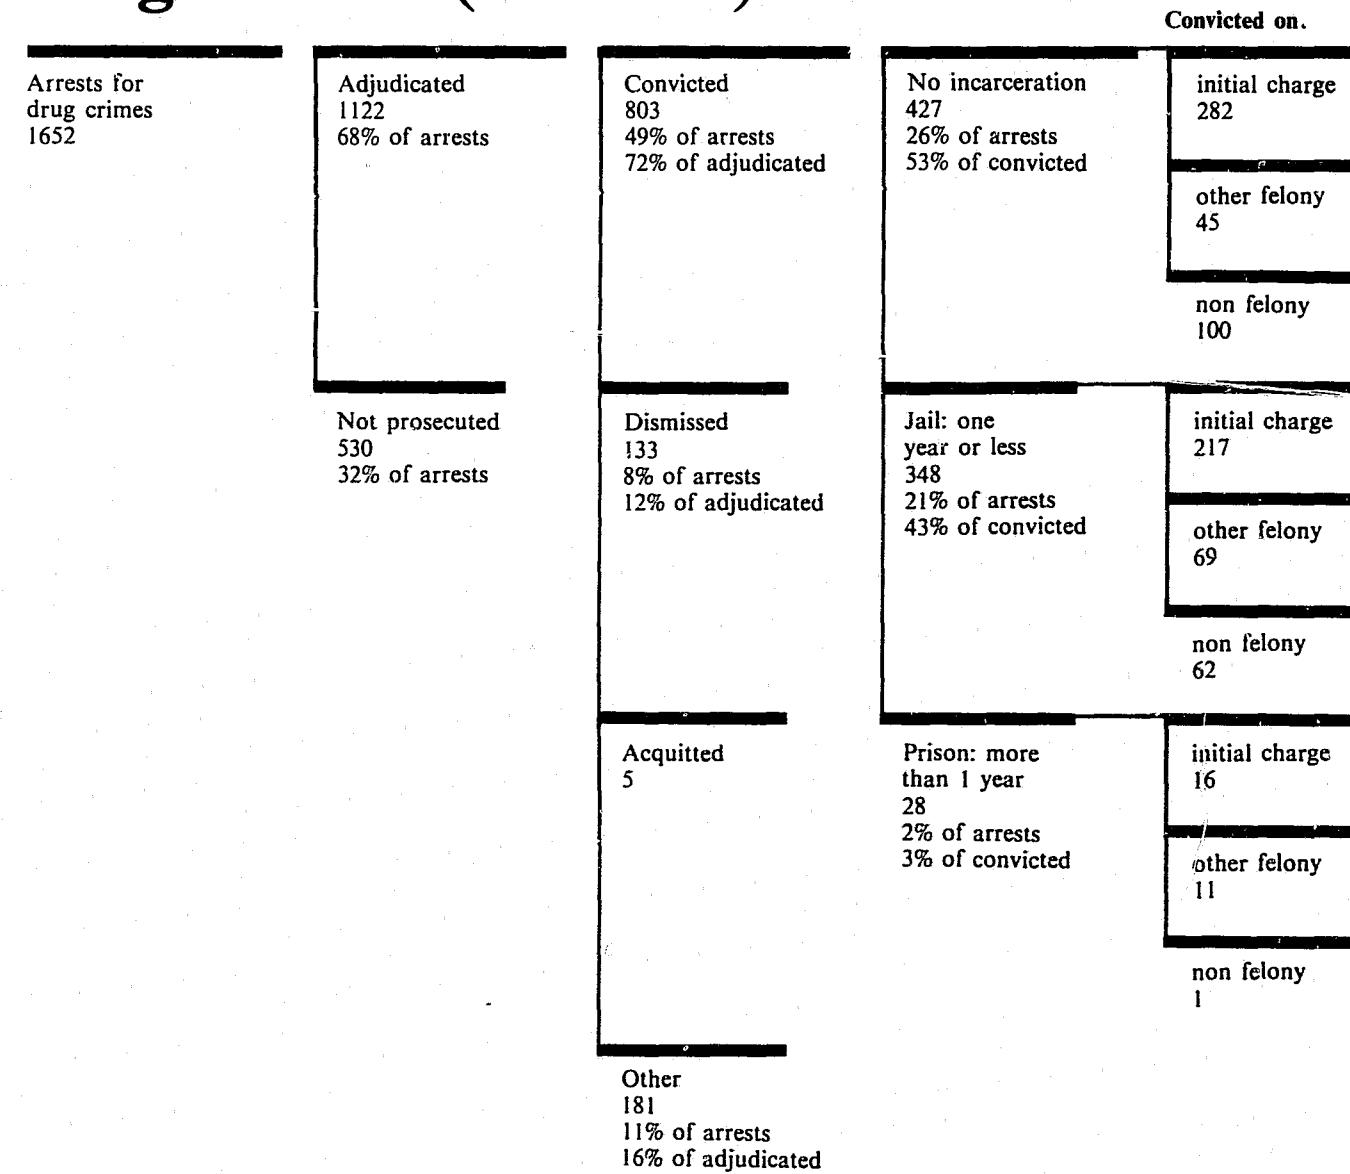 Convicted on.
Arrests for
drug crimes
1652
Adjudicated
1122
68% of arrests
Not prosecuted
530
32% of arrests
Convicted
803
49% of arrests
72% of adjudicated
Dismissed
133
8% of arrests
12% of adjudicated
Acquitted
5
Other
181
11% of arrests
16% of adjudicated
No incarceration
427
26% of arrests
53% of convicted
initial charge
282
other felony
45
non felony
100
Jail: one
year or less
348
21% of arrests
43% of convicted
initial charge
217
other felony
69
non felony
62
Prison: more
than 1 year
28
2% of arrests
3% of convicted
initial charge
16
other felony
11
non felony
1